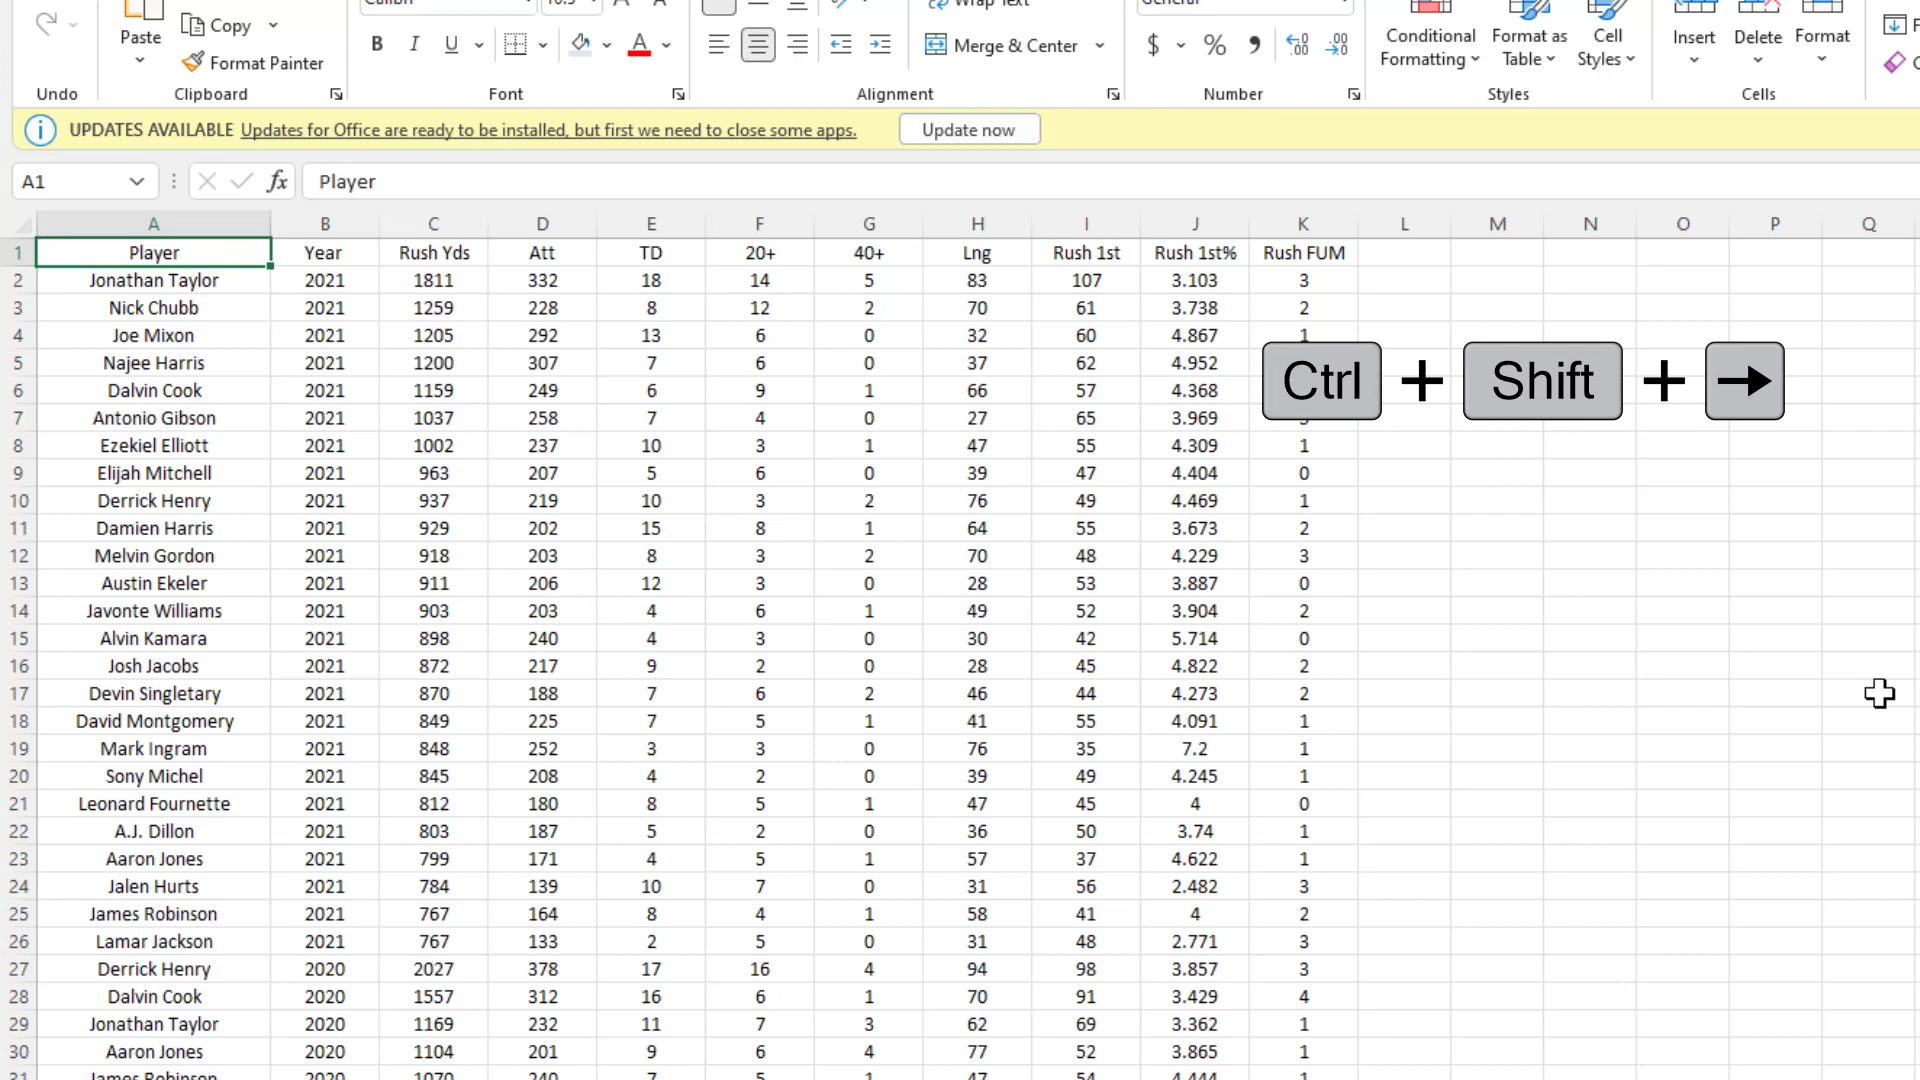 Copy
Paste
Format Painter
B I U
Merge & Center
$ % 9
Conditional Formatting
Format as Table
Cell Styles
Insert
Delete
Format
Undo
Clipboard
Font
Alignment
Number
Styles
Cells
UPDATES AVAILABLE Updates for Office are ready to be installed, but first we need to close some apps. Update now
A1 fx Player
A B C D E F G H I J K L M N O P Q
1 Player Year Rush Yds Att TD 20+ 40+ Lng Rush 1st Rush 1st% Rush FUM
2 Jonathan Taylor 2021 1811 332 18 14 5 83 107 3.103 3
3 Nick Chubb 2021 1259 228 8 12 2 70 61 3.738 2
4 Joe Mixon 2021 1205 292 13 6 0 32 60 4.867 1
5 Najee Harris 2021 1200 307 7 6 0 37 62 4.952
6 Dalvin Cook 2021 1159 249 6 9 1 66 57 4.368
Ctrl + Shift + →
7 Antonio Gibson 2021 1037 258 7 4 0 27 65 3.969
8 Ezekiel Elliott 2021 1002 237 10 3 1 47 55 4.309 1
9 Elijah Mitchell 2021 963 207 5 6 0 39 47 4.404 0
10 Derrick Henry 2021 937 219 10 3 2 76 49 4.469 1
11 Damien Harris 2021 929 202 15 8 1 64 55 3.673 2
12 Melvin Gordon 2021 918 203 8 3 2 70 48 4.229 3
13 Austin Ekeler 2021 911 206 12 3 0 28 53 3.887 0
14 Javonte Williams 2021 903 203 4 6 1 49 52 3.904 2
15 Alvin Kamara 2021 898 240 4 3 0 30 42 5.714 0
16 Josh Jacobs 2021 872 217 9 2 0 28 45 4.822 2
17 Devin Singletary 2021 870 188 7 6 2 46 44 4.273 2
18 David Montgomery 2021 849 225 7 5 1 41 55 4.091 1
19 Mark Ingram 2021 848 252 3 3 0 76 35 7.2 1
20 Sony Michel 2021 845 208 4 2 0 39 49 4.245 1
21 Leonard Fournette 2021 812 180 8 5 1 47 45 4 0
22 A.J. Dillon 2021 803 187 5 2 0 36 50 3.74 1
23 Aaron Jones 2021 799 171 4 5 1 57 37 4.622 1
24 Jalen Hurts 2021 784 139 10 7 0 31 56 2.482 3
25 James Robinson 2021 767 164 8 4 1 58 41 4 2
26 Lamar Jackson 2021 767 133 2 5 0 31 48 2.771 3
27 Derrick Henry 2020 2027 378 17 16 4 94 98 3.857 3
28 Dalvin Cook 2020 1557 312 16 6 1 70 91 3.429 4
29 Jonathan Taylor 2020 1169 232 11 7 3 62 69 3.362 1
30 Aaron Jones 2020 1104 201 9 6 4 77 52 3.865 1